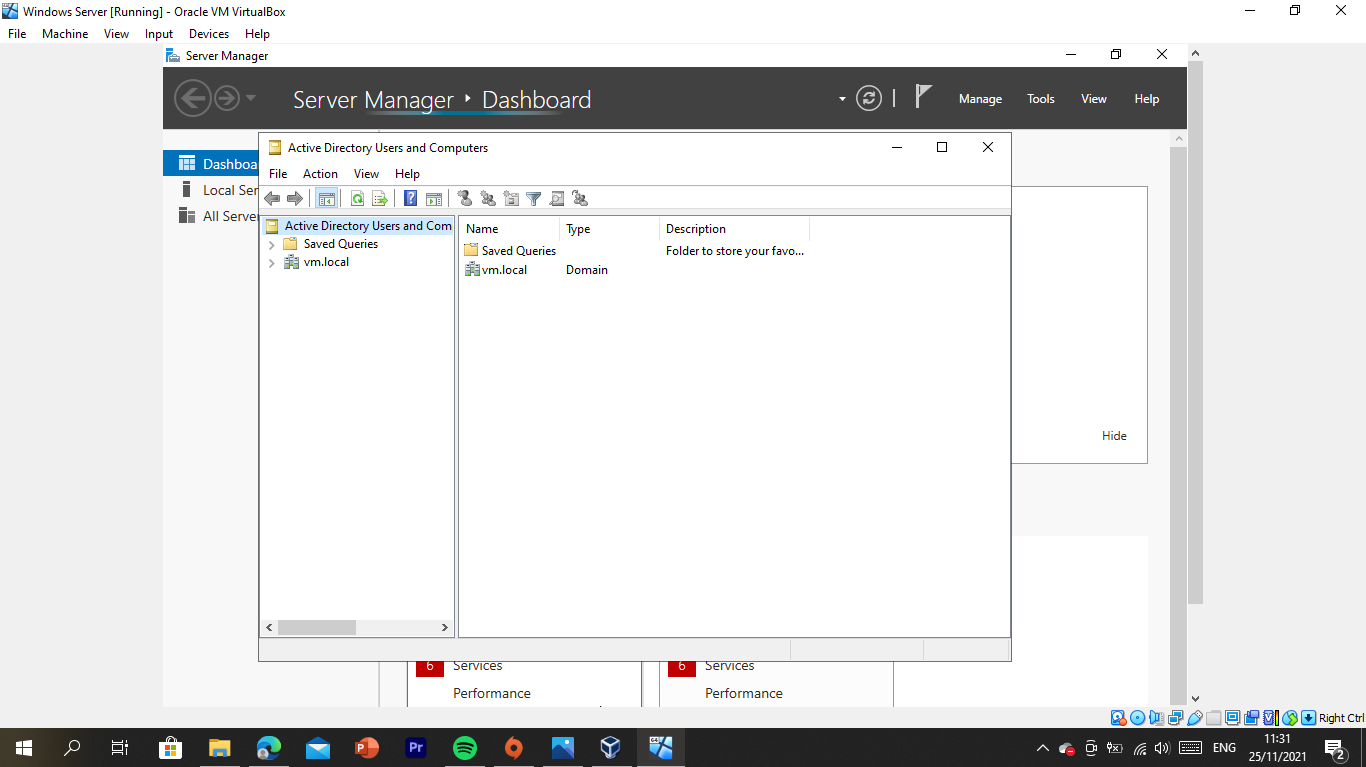 Windows Server [Running] - Oracle VM VirtualBox
File Machine View Input Devices Help
Server Manager
Server Manager Dashboard
Manage Tools View Help
Dashboa
Local Ser
All Serve
Active Directory Users and Computers
File Action View Help
Active Directory Users and Com
Saved Queries
vm.local
Name Type Description
Saved Queries Folder to store your favo...
vm.local Domain
Hide
6 Services
Performance
6 Services
Performance
Right Ctrl
Pr
ENG
11:31
25/11/2021
2